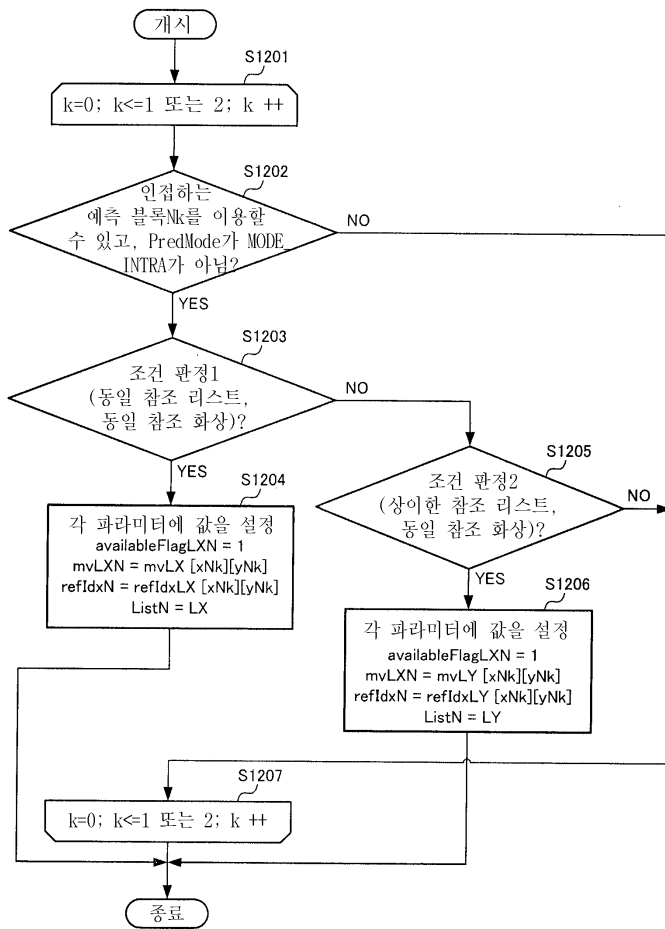 개시
S1201
k=0; k<=1 또는 2; k ++
S1202
인접하는
예측 블록Nk를 이용할
수 있고, PredMode가 MODE_
INTRA가 아님?
NO
YES
S1203
조건 판정1
(동일 참조 리스트,
동일 참조 화상)?
NO
YES
S1204
각 파라미터에 값을 설정
availableFlagLXN = 1
mvLXN = mvLX [xNk][yNk]
refIdxN = refIdxLX [xNk][yNk]
ListN = LX
S1205
조건 판정2
(상이한 참조 리스트,
동일 참조 화상)?
NO
YES
S1206
각 파라미터에 값을 설정
availableFlagLXN = 1
mvLXN = mvLY [xNk][yNk]
refIdxN = refIdxLY [xNk][yNk]
ListN = LY
S1207
k=0; k<=1 또는 2; k ++
종료